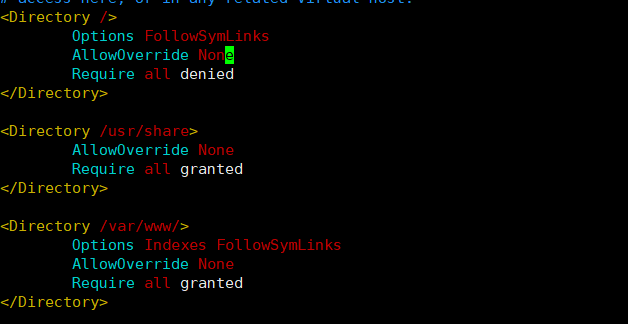 # access here, or in any related virtual host.
<Directory />
        Options FollowSymLinks
        AllowOverride None
        Require all denied
</Directory>

<Directory /usr/share>
        AllowOverride None
        Require all granted
</Directory>

<Directory /var/www/>
        Options Indexes FollowSymLinks
        AllowOverride None
        Require all granted
</Directory>